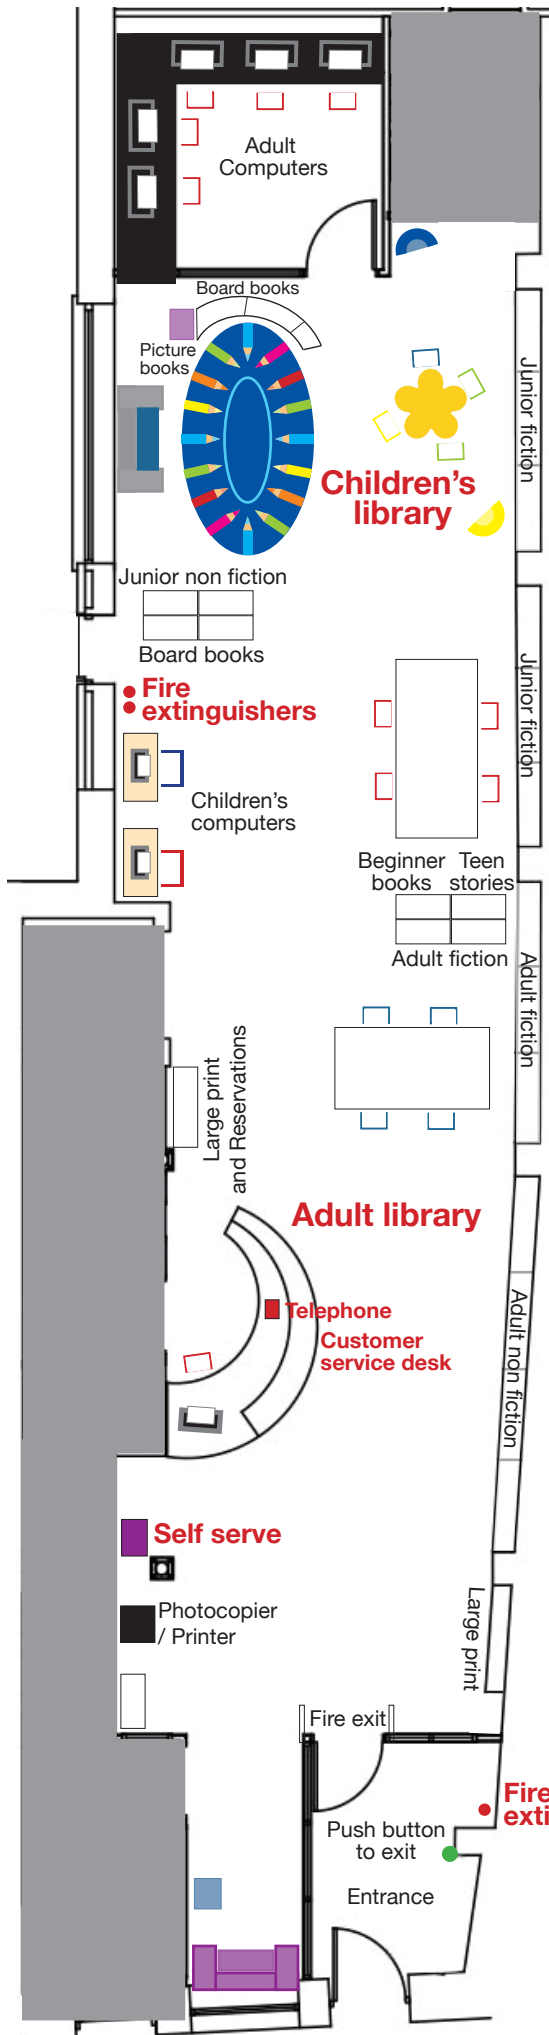 Adult
Computers
Board books
Picture
books
Junior fiction
Children's
library
Junior non fiction
Board books
Fire
extinguishers
Junior fiction
Children's
computers
Beginner
books
Teen
stories
Adult fiction
Adult fiction
Large print
and Reservations
Adult library
Telephone
Customer
service desk
Adult non fiction
Self serve
Photocopier
/ Printer
Large print
Fire exit
Fire
exti
Push button
to exit
Entrance